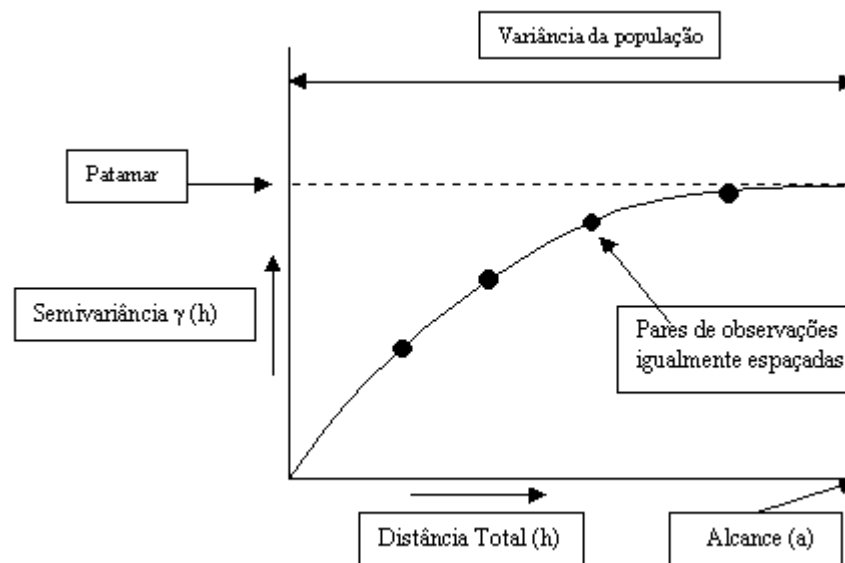 Variância da população
Patamar
Semivariância γ (h)
Pares de observações
igualmente espaçadas
Distância Total (h)
Alcance (a)